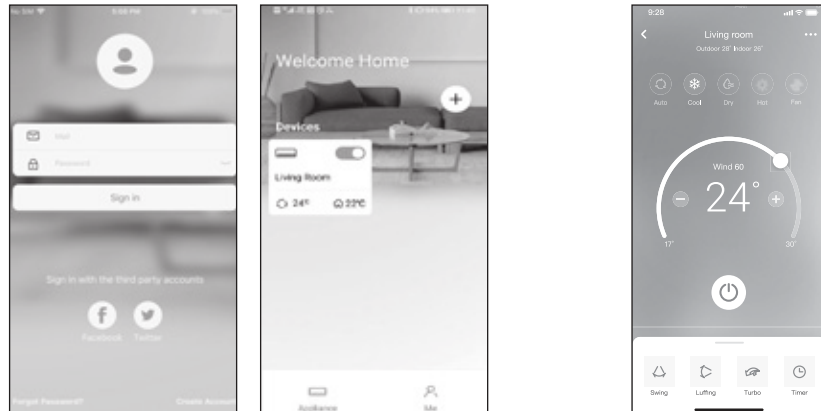 No SIM
Mail
Password
Sign in
Sign in with the third party accounts
Facebook Twitter
Forgot Password? Create Account
Welcome Home
Devices
Living Room
24° 22°C
Appliance Me
9:28
Living room
Outdoor 28° Indoor 26°
Auto Cool Dry Hot Fan
Wind 60
24°
17° 30°
Swing Luffing Turbo Timer